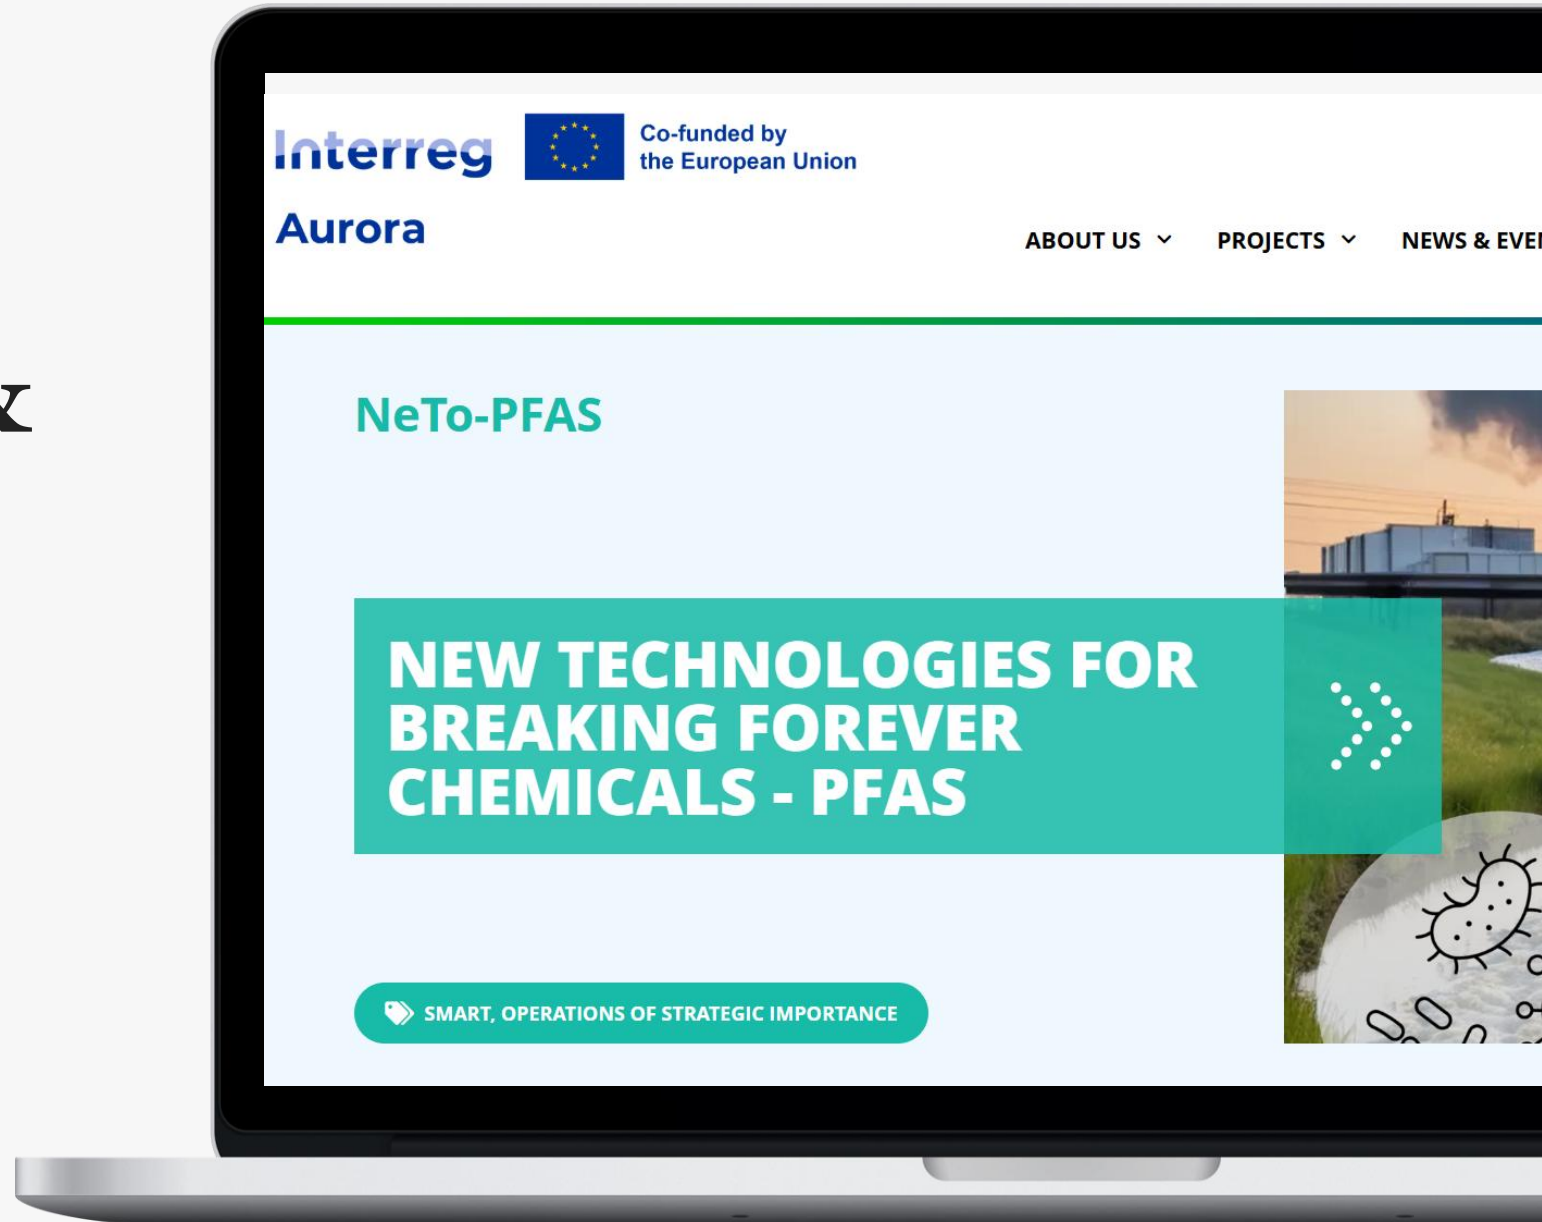 Interreg
Co-funded by
the European Union
Aurora
ABOUT US
PROJECTS
NEWS &
NeTo-PFAS
NEW TECHNOLOGIES FOR
BREAKING FOREVER
CHEMICALS - PFAS
SMART, OPERATIONS OF STRATEGIC IMPORTANCE